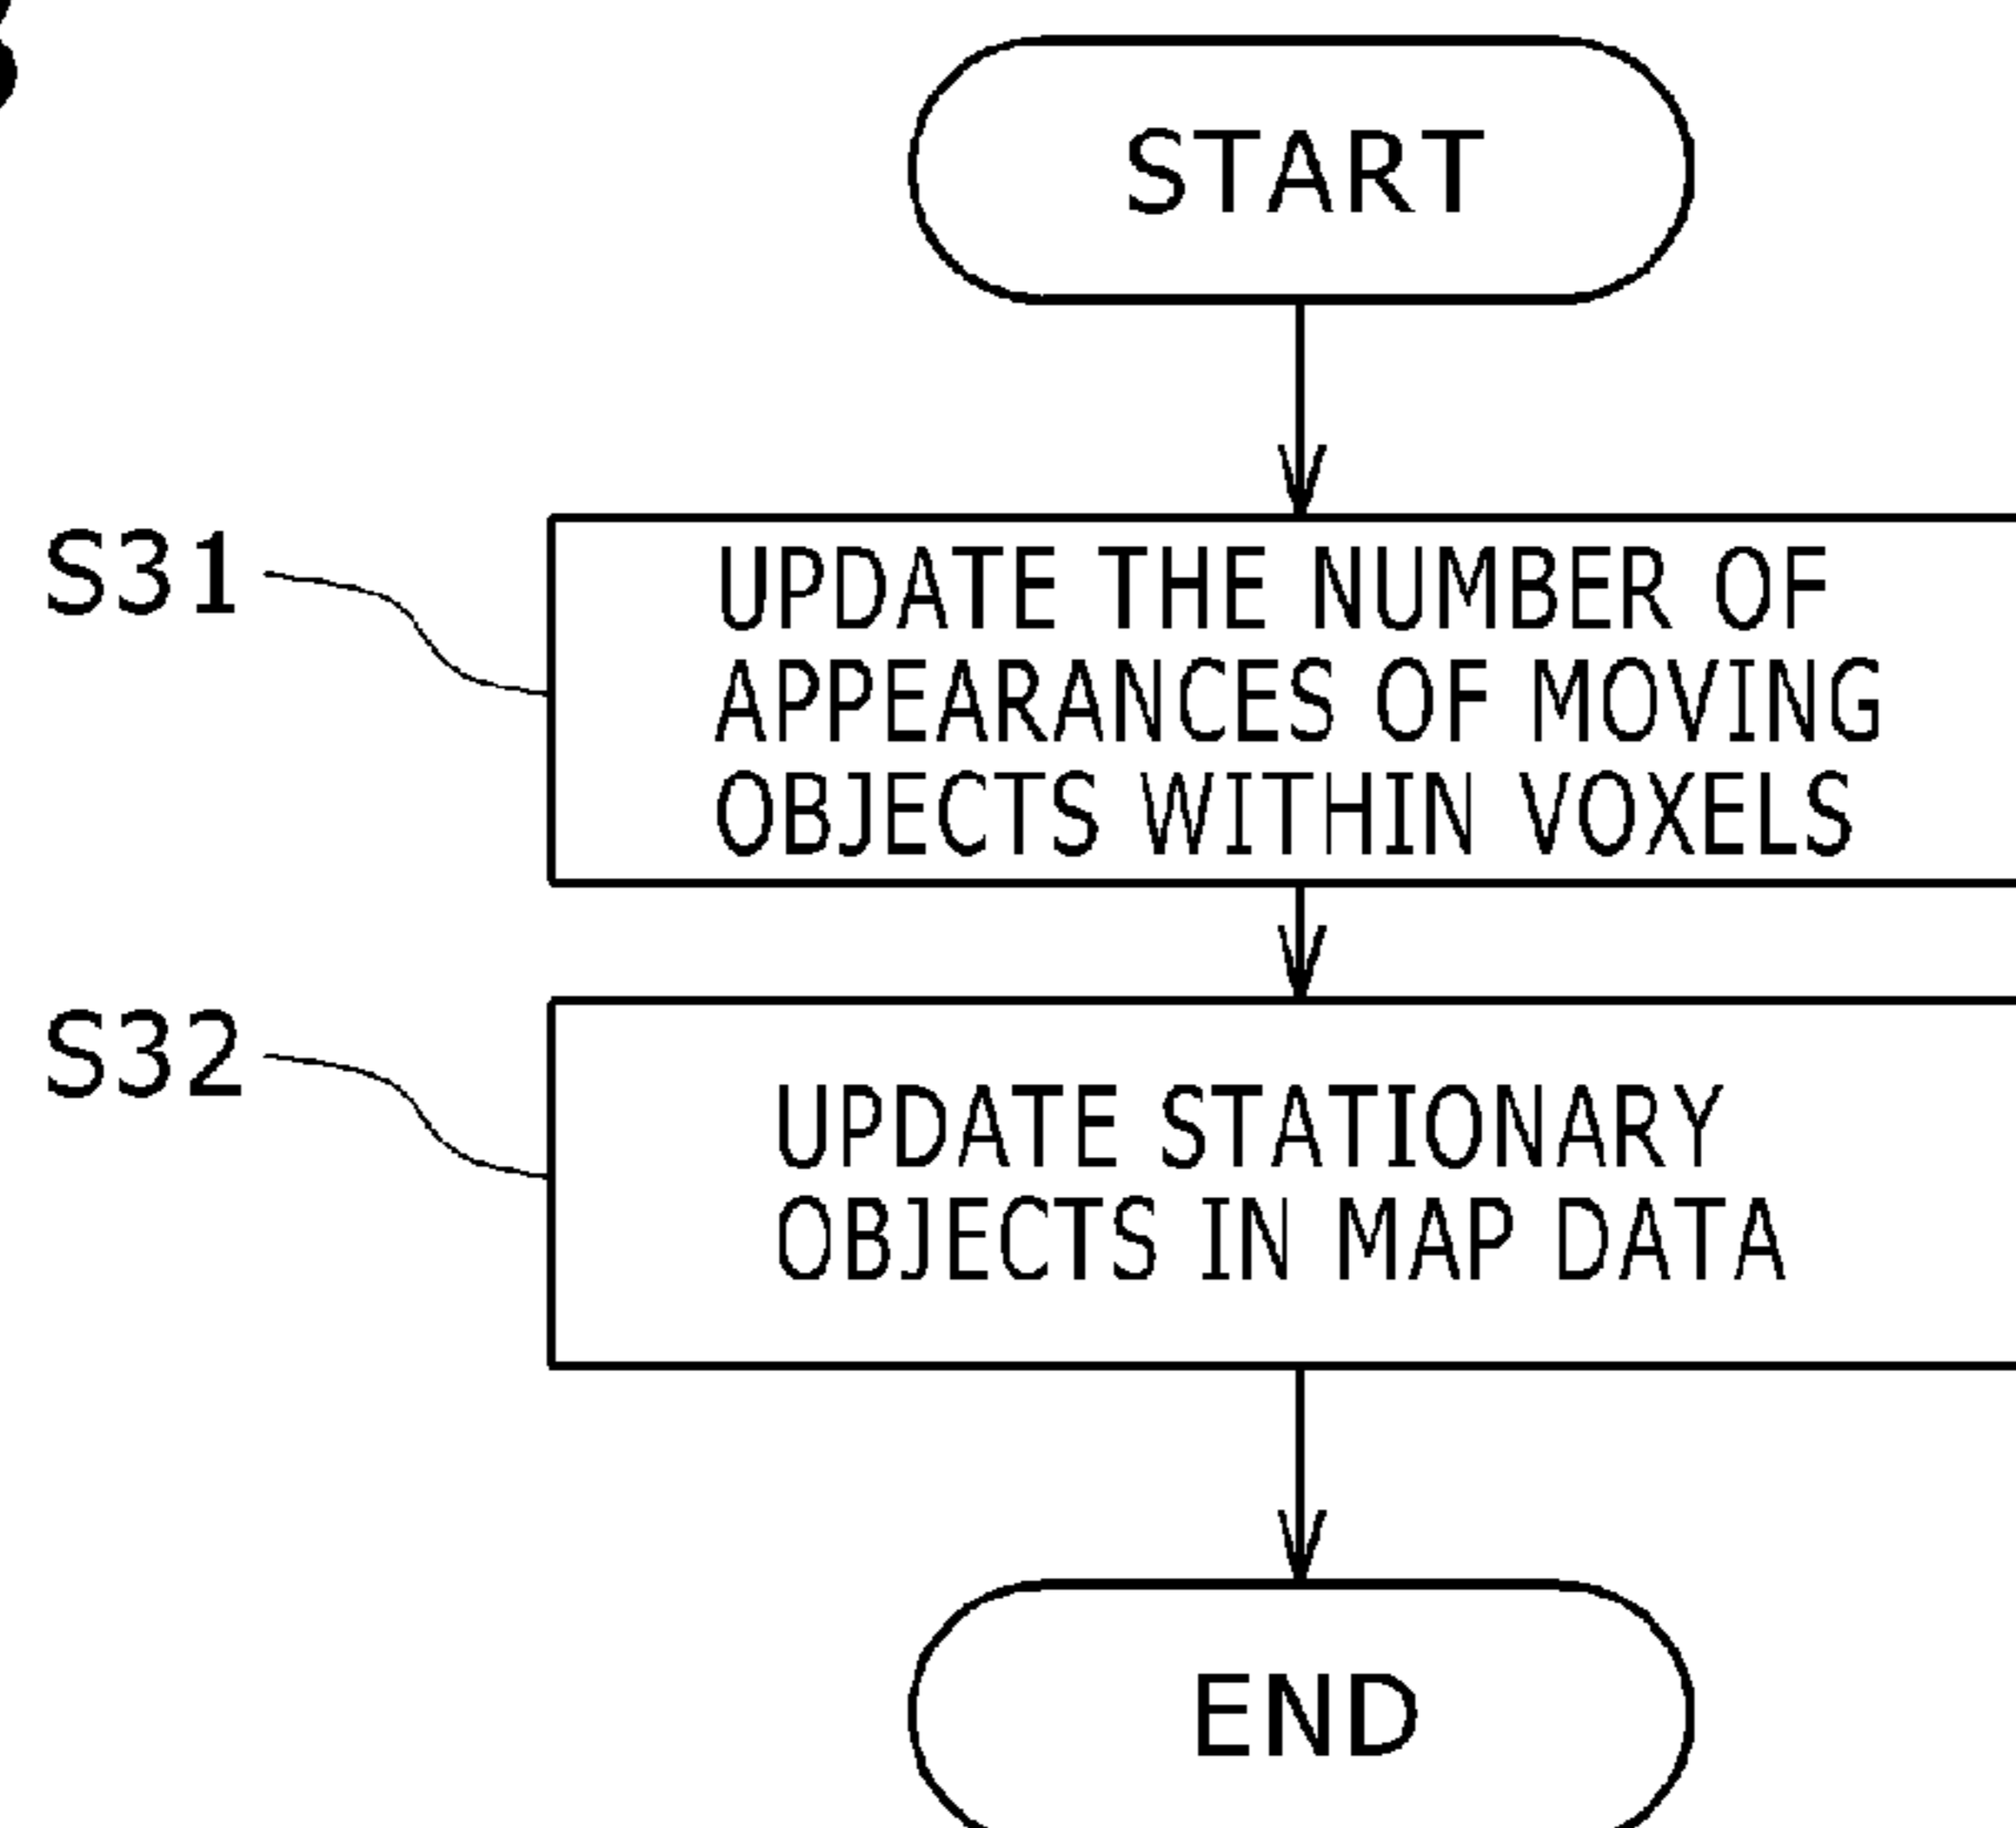 START
S31
UPDATE THE NUMBER OF
APPEARANCES OF MOVING
OBJECTS WITHIN VOXELS
S32
UPDATE STATIONARY
OBJECTS IN MAP DATA
END